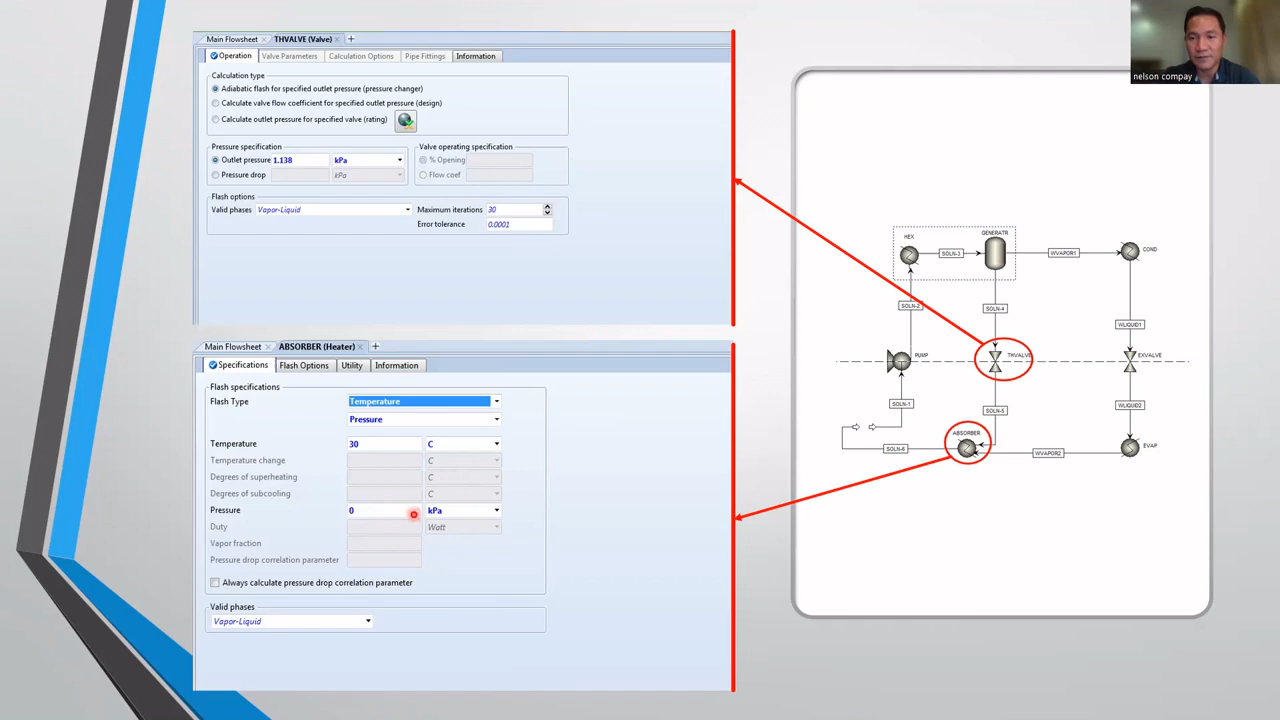 nelson compay
Main Flowsheet THVALVE (Valve) +
Operation Valve Parameters Calculation Options Pipe Fittings Information
Calculation type
Adiabatic flash for specified outlet pressure (pressure changer)
Calculate valve flow coefficient for specified outlet pressure (design)
Calculate outlet pressure for specified valve (rating)
Pressure specification Valve operating specification
Outlet pressure 1.138 kPa % Opening
Pressure drop kPa Flow coef
Flash options
Valid phases Vapor-Liquid Maximum iterations 30
Error tolerance 0.0001
Main Flowsheet ABSORBER (Heater) +
Specifications Flash Options Utility Information
Flash specifications
Flash Type Temperature
Pressure
Temperature 30 C
Temperature change C
Degrees of superheating C
Degrees of subcooling C
Pressure 0 kPa
Duty Watt
Vapor fraction
Pressure drop correlation parameter
Always calculate pressure drop correlation parameter
Valid phases
Vapor-Liquid
HEX GENERATR
SOLN-3 WVAPOR1 COND
SOLN-2 SOLN-4
WLIQUID1
PUMP THVALVE EXVALVE
SOLN-1 SOLN-5 WLIQUID2
ABSORBER
SOLN-6 WVAPOR2 EVAP